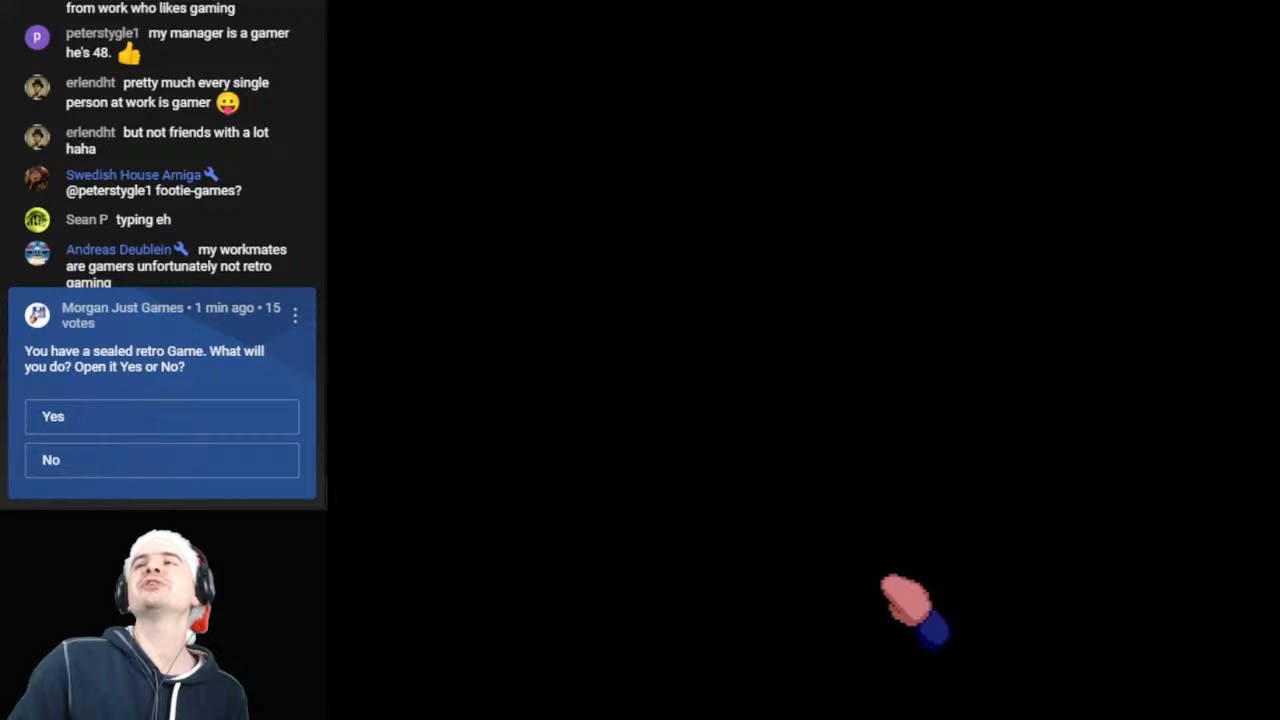 from work who likes gaming
P
peterstygle1 my manager is a gamer
he's 48.
erlendht pretty much every single
person at work is gamer
erlendht but not friends with a lot
haha
Swedish House Amiga
@peterstygle1 footie-games?
Sean P typing eh
Andreas Deublein my workmates
are gamers unfortunately not retro
gaming
Morgan Just Games • 1 min ago • 15
votes
You have a sealed retro Game. What will
you do? Open it Yes or No?
Yes
No